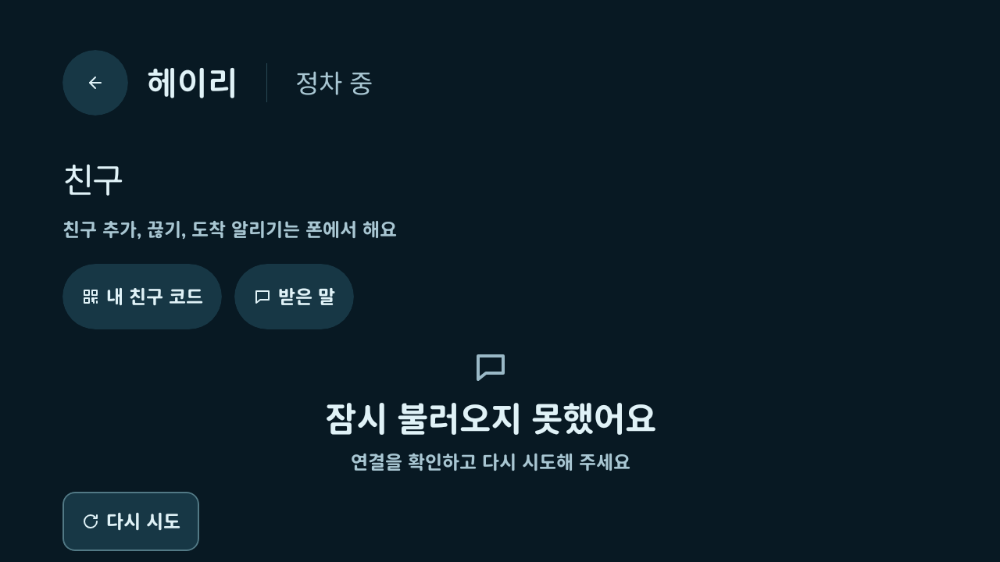 헤이리
정차 중
친구
친구 추가, 끊기, 도착 알리기는 폰에서 해요
내 친구 코드
받은 말
잠시 불러오지 못했어요
연결을 확인하고 다시 시도해 주세요
다시 시도